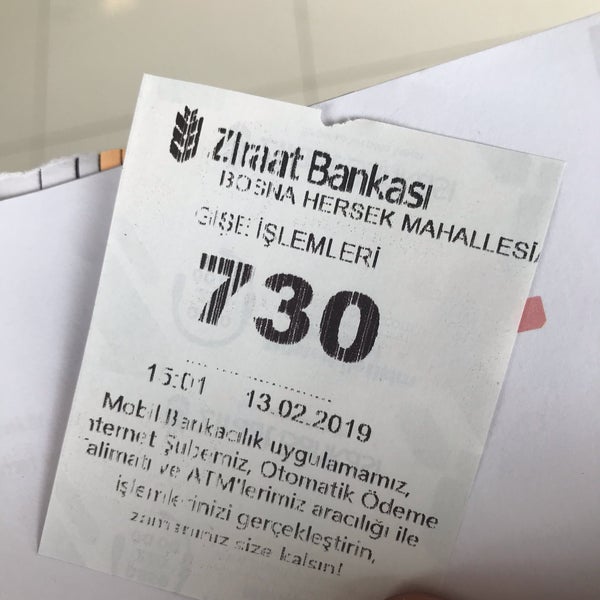 Ziraat Bankası
BOSNA HERSEK MAHALLESİ
GİŞE İŞLEMLERİ
730
15:01 13.02.2019
Mobil Bankacılık uygulamamız,
nternet Şubemiz, Otomatik Ödeme
alimatı ve ATM'lerimiz aracılığı ile
işlemlerinizi gerçekleştirin,
zamanınız size kalsın!